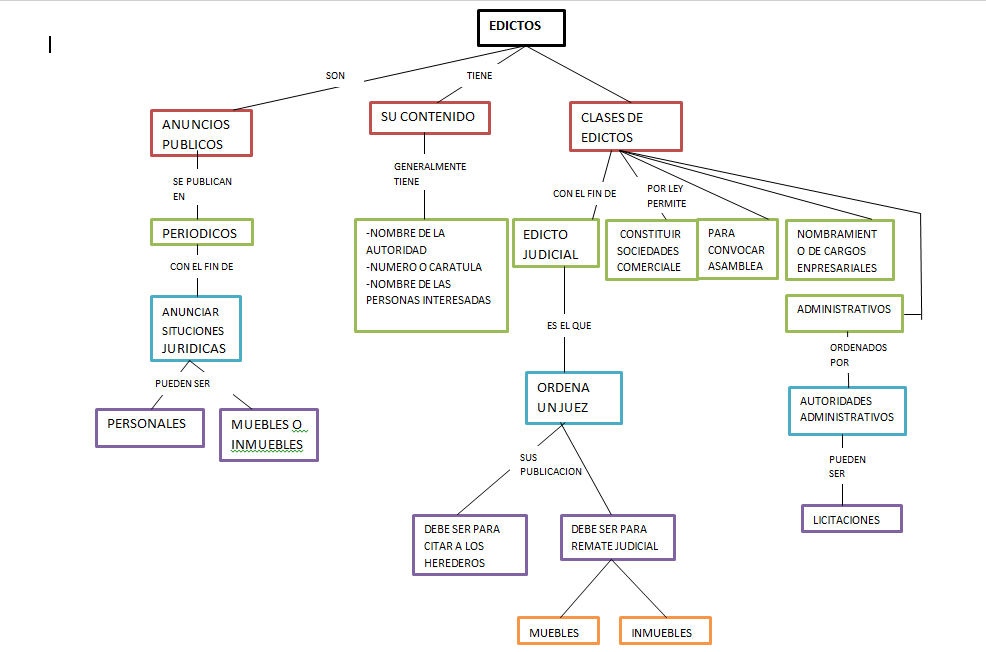 EDICTOS
SON
TIENE
ANUNCIOS
PUBLICOS
SU CONTENIDO
CLASES DE
EDICTOS
SE PUBLICAN
EN
GENERALMENTE
TIENE
CON EL FIN DE
POR LEY
PERMITE
PERIODICOS
-NOMBRE DE LA
AUTORIDAD
-NUMERO O CARATULA
-NOMBRE DE LAS
PERSONAS INTERESADAS
EDICTO
JUDICIAL
CONSTITUIR
SOCIEDADES
COMERCIALE
PARA
CONVOCAR
ASAMBLEA
NOMBRAMIENT
O DE CARGOS
ENPRESARIALES
CON EL FIN DE
ANUNCIAR
SITUCIONES
JURIDICAS
ADMINISTRATIVOS
ES EL QUE
ORDENADOS
POR
PUEDEN SER
ORDENA
UN JUEZ
AUTORIDADES
ADMINISTRATIVOS
PERSONALES
MUEBLES O
INMUEBLES
SUS
PUBLICACION
PUEDEN
SER
DEBE SER PARA
CITAR A LOS
HEREDEROS
DEBE SER PARA
REMATE JUDICIAL
LICITACIONES
MUEBLES
INMUEBLES